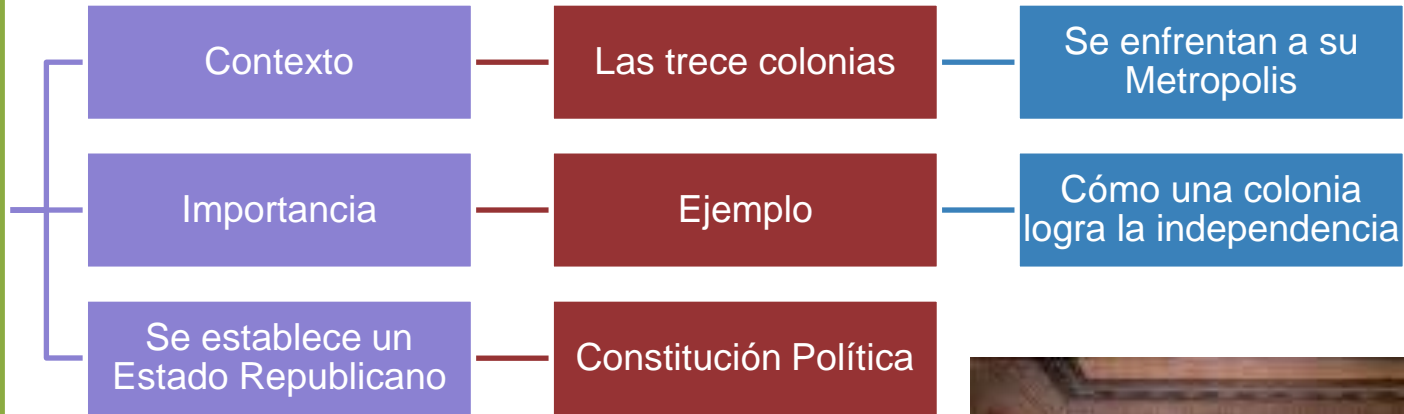 Contexto
Las trece colonias
Se enfrentan a su
Metropolis
Importancia
Ejemplo
Cómo una colonia
logra la independencia
Se establece un
Estado Republicano
Constitución Política